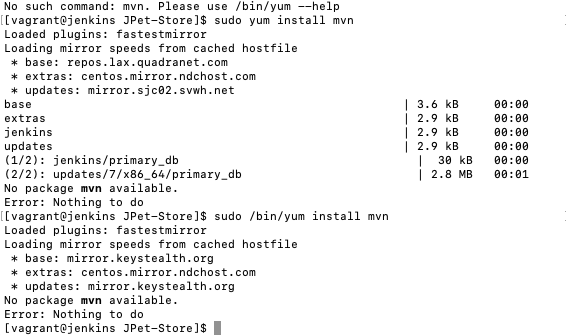 No such command: mvn. Please use /bin/yum --help
[[vagrant@jenkins JPet-Store]$ sudo yum install mvn ]
Loaded plugins: fastestmirror
Loading mirror speeds from cached hostfile
 * base: repos.lax.quadranet.com
 * extras: centos.mirror.ndchost.com
 * updates: mirror.sjc02.svwh.net
base | 3.6 kB 00:00
extras | 2.9 kB 00:00
jenkins | 2.9 kB 00:00
updates | 2.9 kB 00:00
(1/2): jenkins/primary_db | 30 kB 00:00
(2/2): updates/7/x86_64/primary_db | 2.8 MB 00:01
No package mvn available.
Error: Nothing to do
[[vagrant@jenkins JPet-Store]$ sudo /bin/yum install mvn ]
Loaded plugins: fastestmirror
Loading mirror speeds from cached hostfile
 * base: mirror.keystealth.org
 * extras: centos.mirror.ndchost.com
 * updates: mirror.keystealth.org
No package mvn available.
Error: Nothing to do
[vagrant@jenkins JPet-Store]$